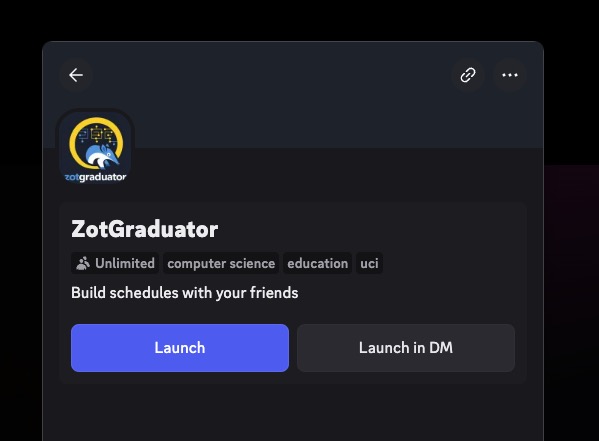 zotgraduator
ZotGraduator
Unlimited computer science education uci
Build schedules with your friends
Launch Launch in DM